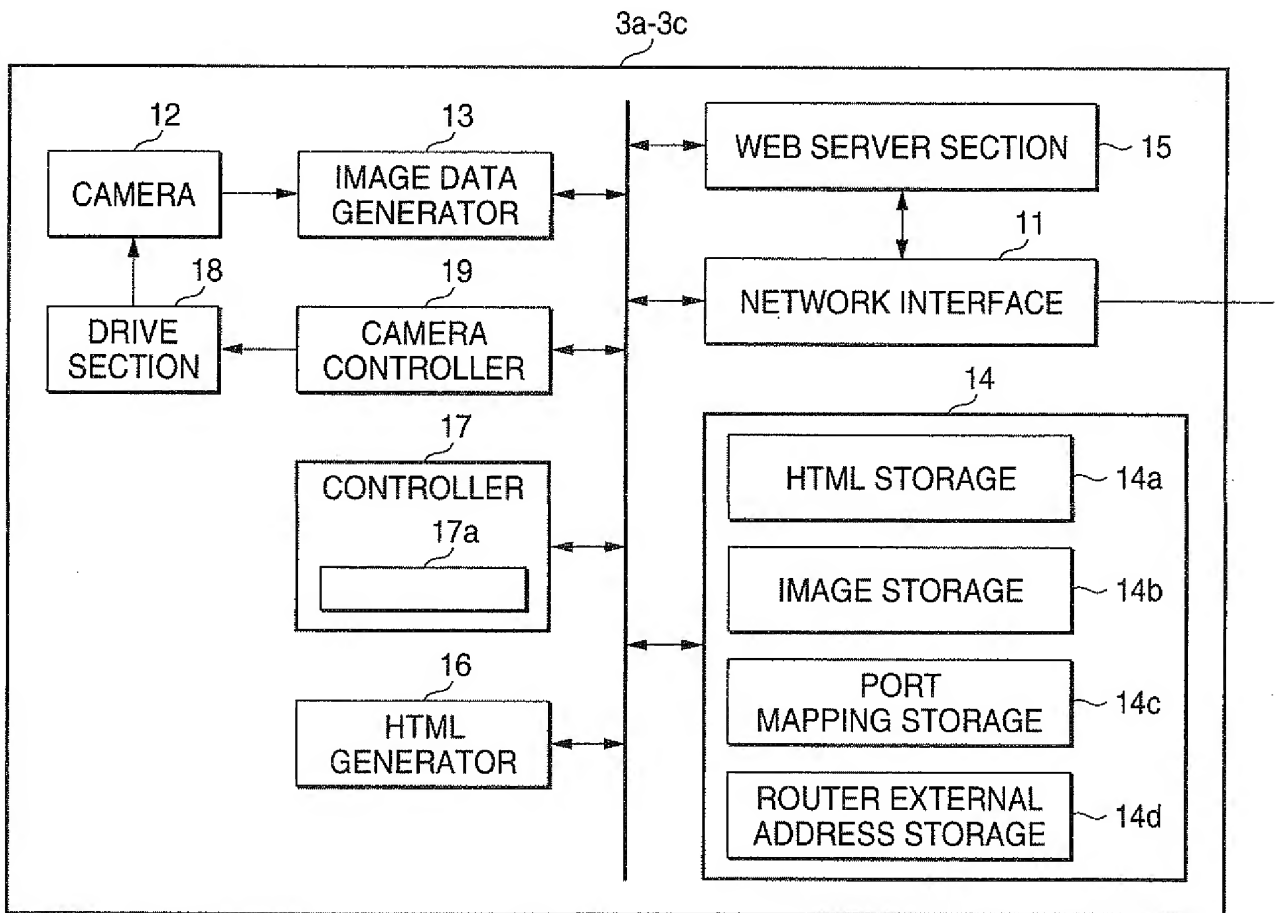 3a-3c
12
CAMERA
13
IMAGE DATA
GENERATOR
WEB SERVER SECTION
15
18
DRIVE
SECTION
19
CAMERA
CONTROLLER
11
NETWORK INTERFACE
17
CONTROLLER
17a
16
HTML
GENERATOR
14
HTML STORAGE
14a
IMAGE STORAGE
14b
PORT
MAPPING STORAGE
14c
ROUTER EXTERNAL
ADDRESS STORAGE
14d